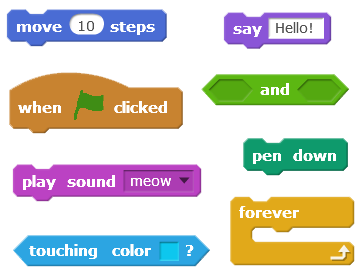 move 10 steps
say Hello!
when clicked
and
pen down
play sound meow
forever
touching color ?